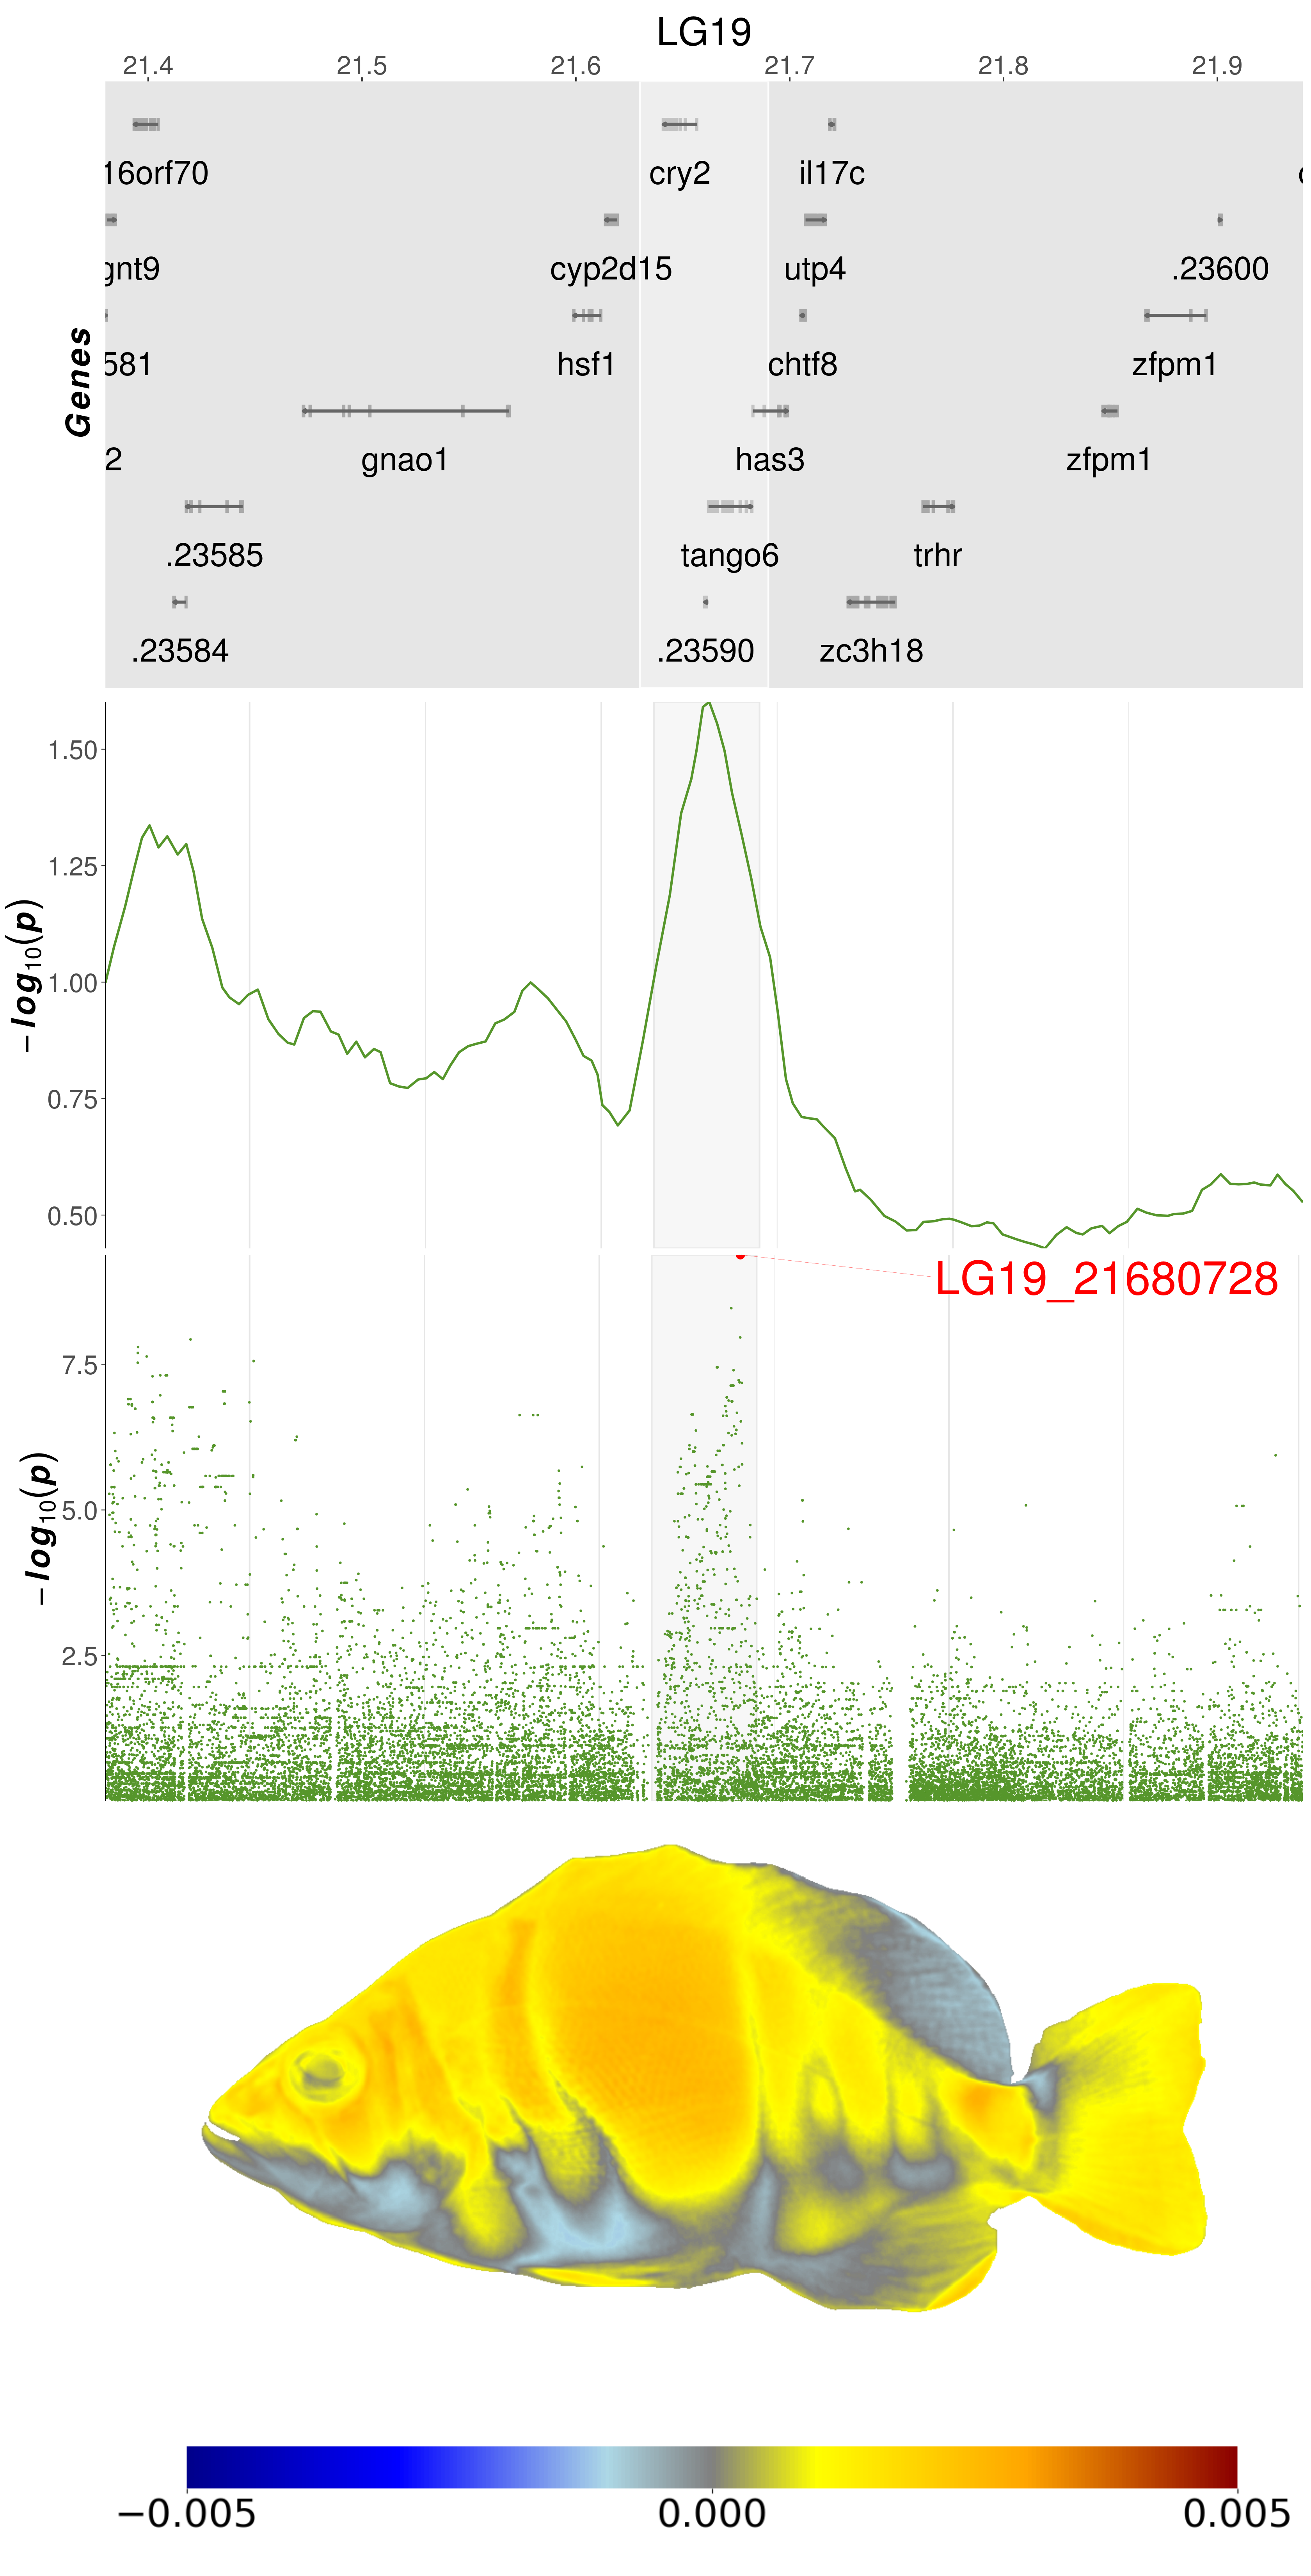 LG19
21.4 21.5 21.6 21.7 21.8 21.9
Genes
16orf70 cry2 il17c
gnt9 cyp2d15 utp4 .23600
581 hsf1 chtf8 zfpm1
2 gnao1 has3 zfpm1
.23585 tango6 trhr
.23584 .23590 zc3h18
−log10(p)
1.50
1.25
1.00
0.75
0.50
LG19_21680728
−log10(p)
7.5
5.0
2.5
−0.005 0.000 0.005